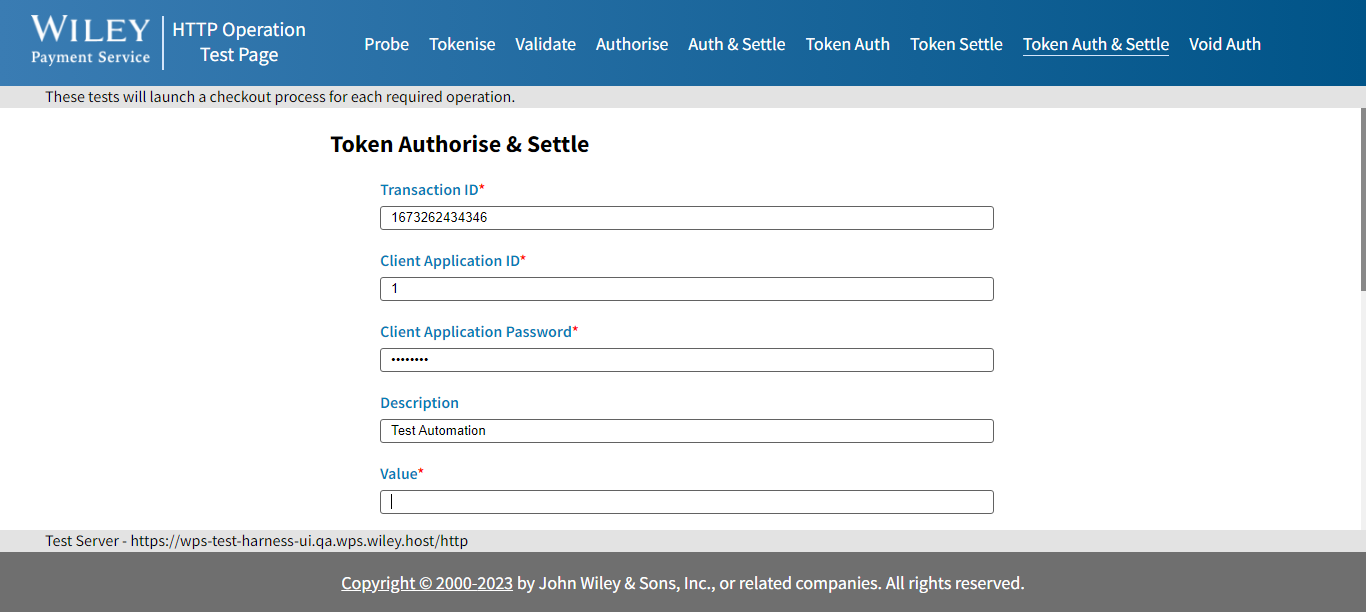 WILEY
Payment Service
HTTP Operation
Test Page
Probe Tokenise Validate Authorise Auth & Settle Token Auth Token Settle Token Auth & Settle Void Auth
These tests will launch a checkout process for each required operation.
Token Authorise & Settle
Transaction ID*
1673262434346
Client Application ID*
1
Client Application Password*
••••••••
Description
Test Automation
Value*
Test Server - https://wps-test-harness-ui.qa.wps.wiley.host/http
Copyright © 2000-2023 by John Wiley & Sons, Inc., or related companies. All rights reserved.